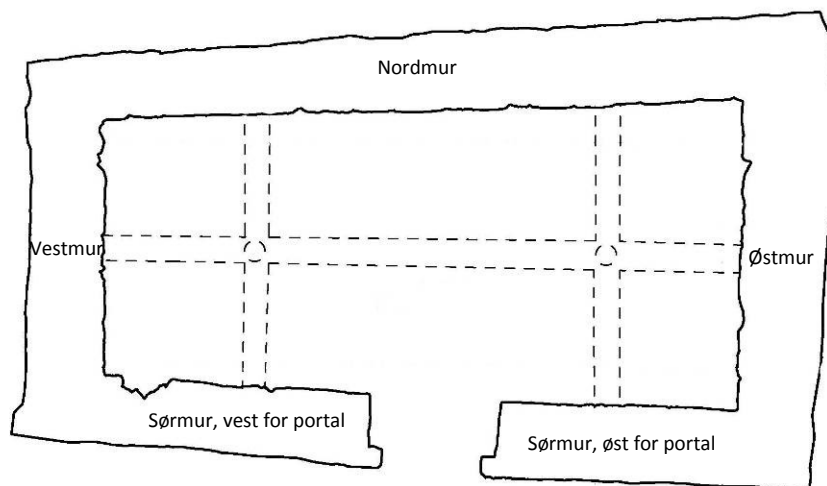 Nordmur
Vestmur
Østmur
Sørmur, vest for portal
Sørmur, øst for portal